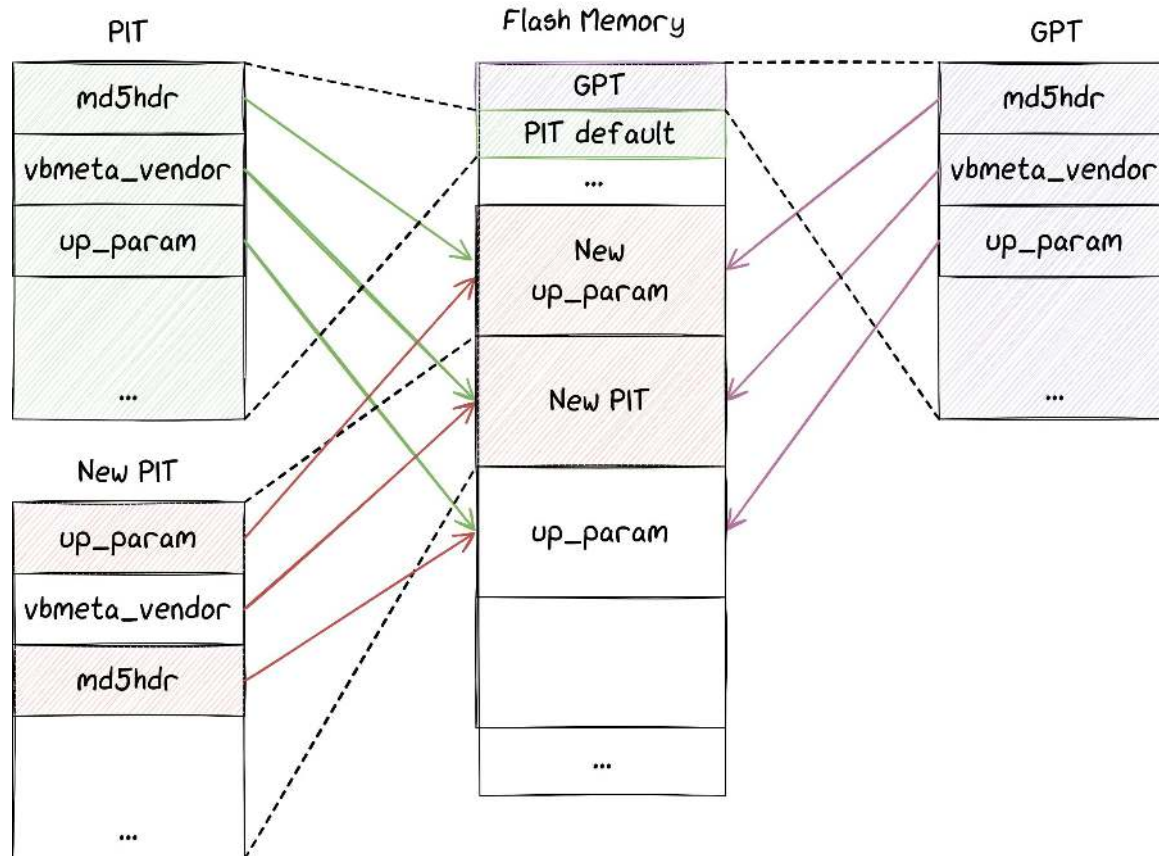 PIT
md5hdr
vbmeta_vendor
up_param
...
New PIT
up_param
vbmeta_vendor
md5hdr
...
Flash Memory
GPT
PIT default
...
New
up_param
New PIT
up_param
...
GPT
md5hdr
vbmeta_vendor
up_param
...